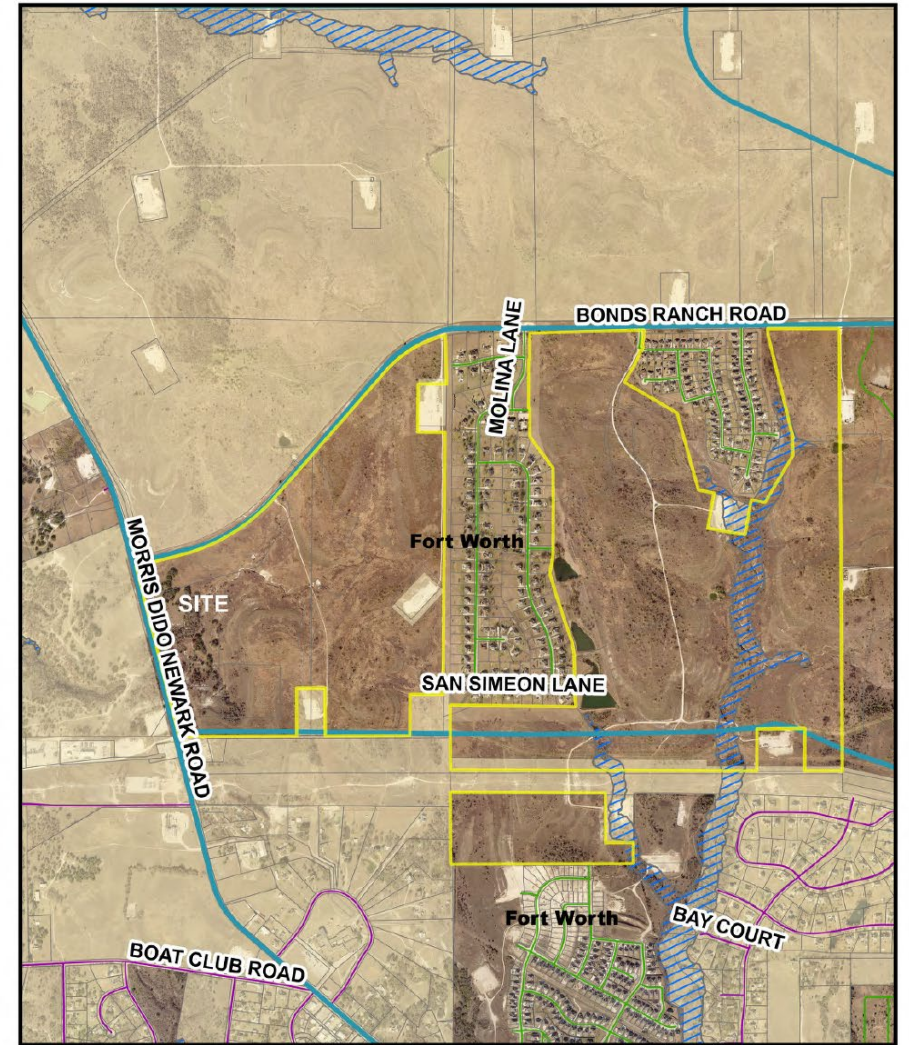 BONDS RANCH ROAD
MOLINA LANE
Fort Worth
MORRIS DIDO NEWARK ROAD
SITE
SAN SIMEON LANE
Fort Worth
BAY COURT
BOAT CLUB ROAD